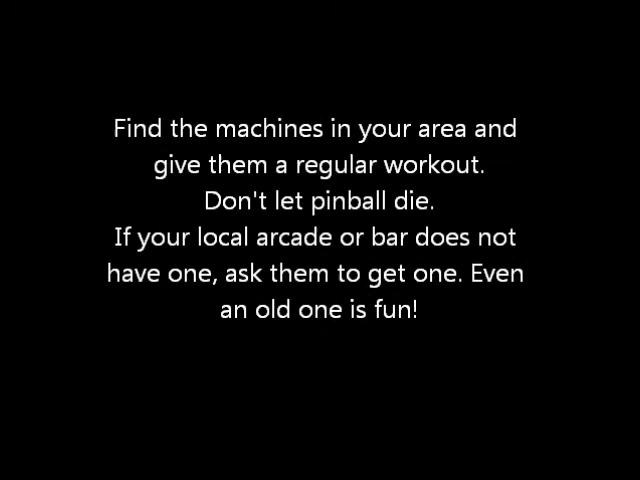 Find the machines in your area and
give them a regular workout.
Don't let pinball die.
If your local arcade or bar does not
have one, ask them to get one. Even
an old one is fun!